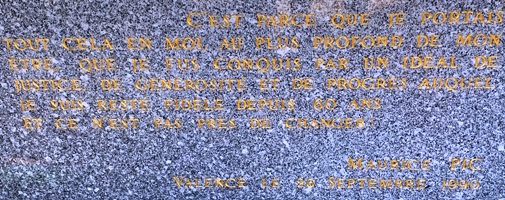 C'EST PARCE QUE JE PORTAIS
TOUT CELA EN MOI, AU PLUS PROFOND DE MON
ÊTRE, QUE JE FUS CONQUIS PAR UN IDÉAL DE
JUSTICE, DE GÉNÉROSITÉ ET DE PROGRÈS AUQUEL
JE SUIS RESTÉ FIDÈLE DEPUIS 60 ANS
ET CE N'EST PAS PRÈS DE CHANGER!
MAURICE PIC
VALENCE LE SEPTEMBRE 1990